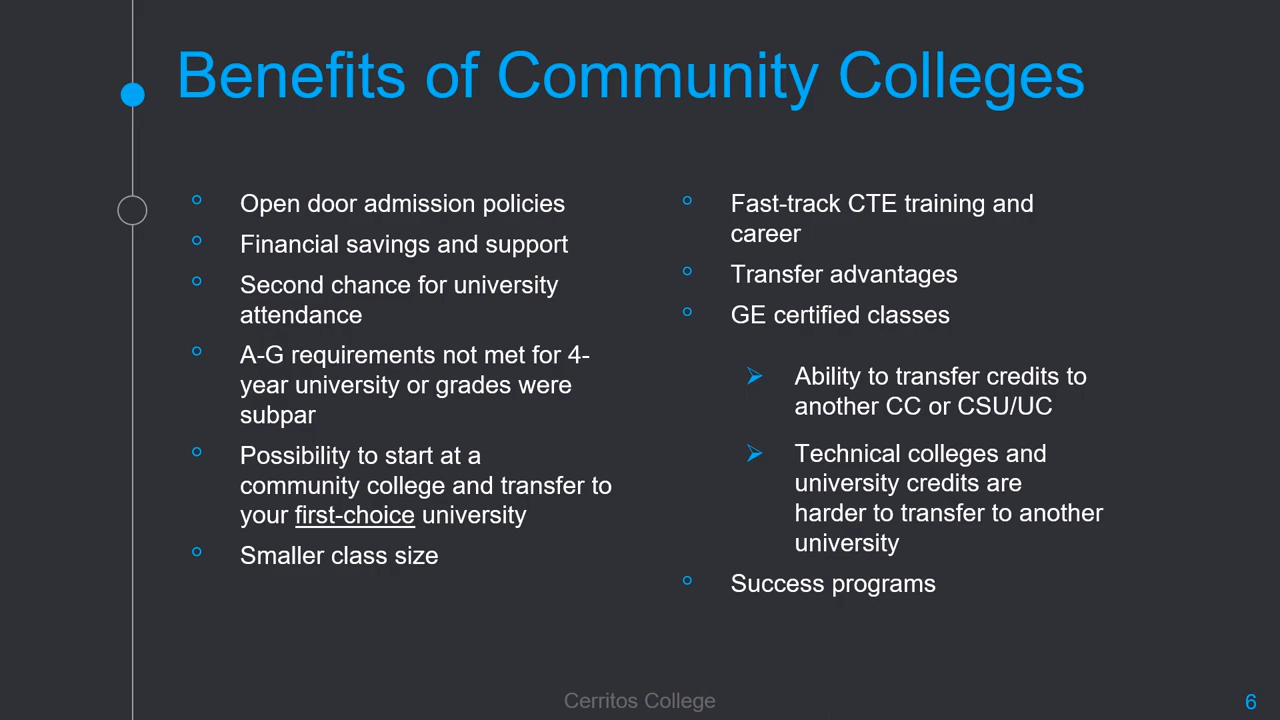 Benefits of Community Colleges
Open door admission policies
Financial savings and support
Second chance for university
attendance
A-G requirements not met for 4-
year university or grades were
subpar
Possibility to start at a
community college and transfer to
your first-choice university
Smaller class size
Fast-track CTE training and
career
Transfer advantages
GE certified classes
Ability to transfer credits to
another CC or CSU/UC
Technical colleges and
university credits are
harder to transfer to another
university
Success programs
Cerritos College
6